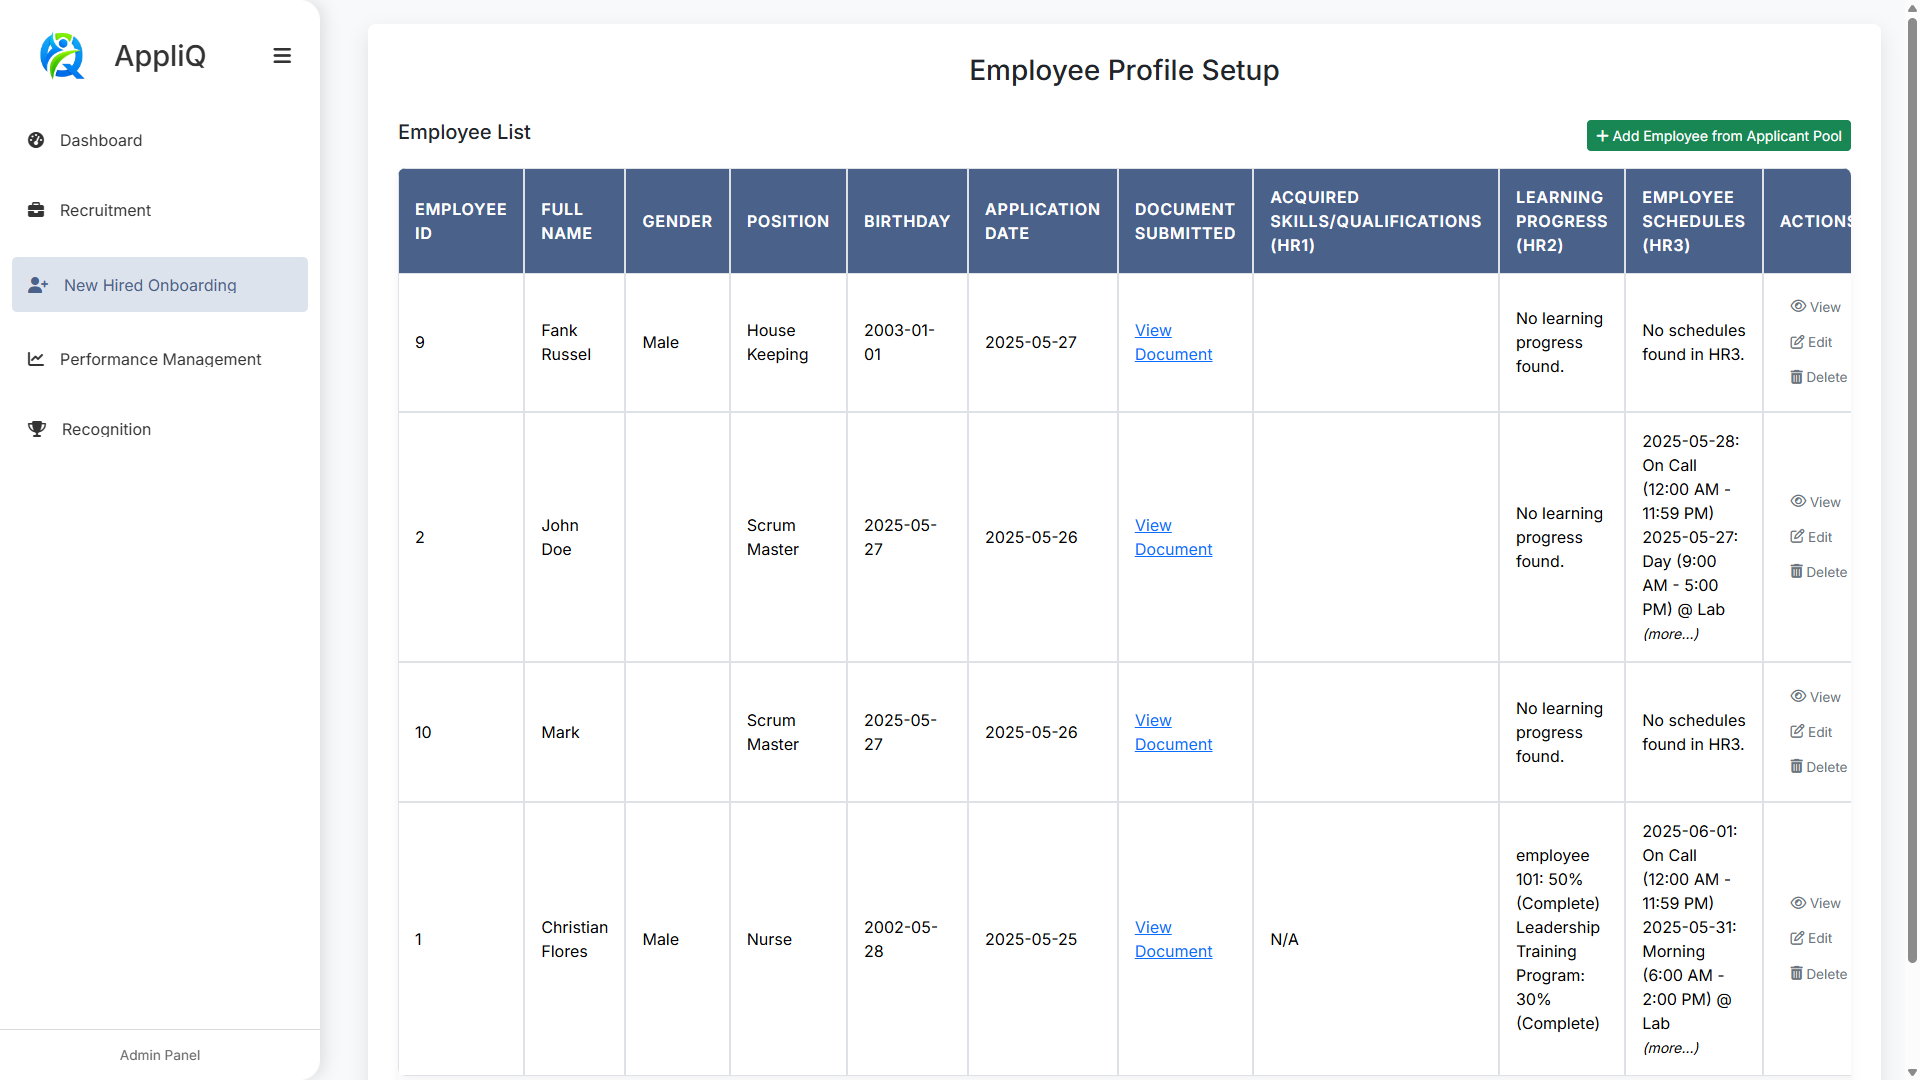 AppliQ
Dashboard
Recruitment
New Hired Onboarding
Performance Management
Recognition
Admin Panel
Employee Profile Setup
Employee List
Add Employee from Applicant Pool
EMPLOYEE
ID
FULL
NAME
GENDER
POSITION
BIRTHDAY
APPLICATION
DATE
DOCUMENT
SUBMITTED
ACQUIRED
SKILLS/QUALIFICATIONS
(HR1)
LEARNING
PROGRESS
(HR2)
EMPLOYEE
SCHEDULES
(HR3)
ACTIONS
9
Fank
Russel
Male
House
Keeping
2003-01-
01
2025-05-27
View
Document
No learning
progress
found.
No schedules
found in HR3.
View
Edit
Delete
2
John
Doe
Scrum
Master
2025-05-
27
2025-05-26
View
Document
No learning
progress
found.
2025-05-28:
On Call
(12:00 AM -
11:59 PM)
2025-05-27:
Day (9:00
AM - 5:00
PM) @ Lab
(more...)
View
Edit
Delete
10
Mark
Scrum
Master
2025-05-
27
2025-05-26
View
Document
No learning
progress
found.
No schedules
found in HR3.
View
Edit
Delete
1
Christian
Flores
Male
Nurse
2002-05-
28
2025-05-25
View
Document
N/A
employee
101: 50%
(Complete)
Leadership
Training
Program:
30%
(Complete)
2025-06-01:
On Call
(12:00 AM -
11:59 PM)
2025-05-31:
Morning
(6:00 AM -
2:00 PM) @
Lab
(more...)
View
Edit
Delete